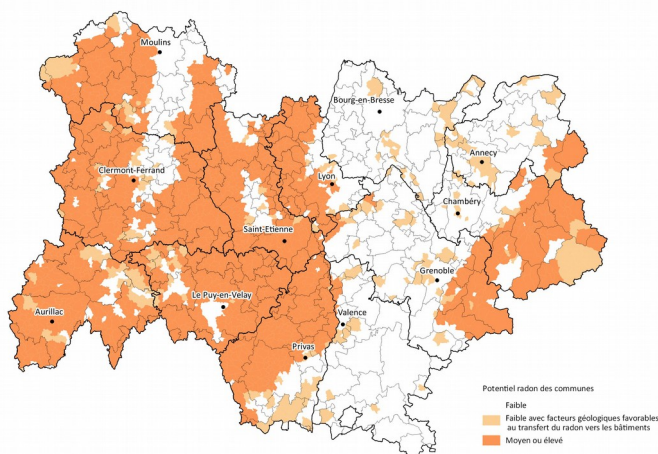 Moulins
Bourg-en-Bresse
Annecy
Clermont-Ferrand
Lyon
Chambéry
Saint-Etienne
Grenoble
Le Puy-en-Velay
Aurillac
Valence
Privas
Potentiel radon des communes
Faible
Faible avec facteurs géologiques favorables
au transfert du radon vers les bâtiments
Moyen ou élevé